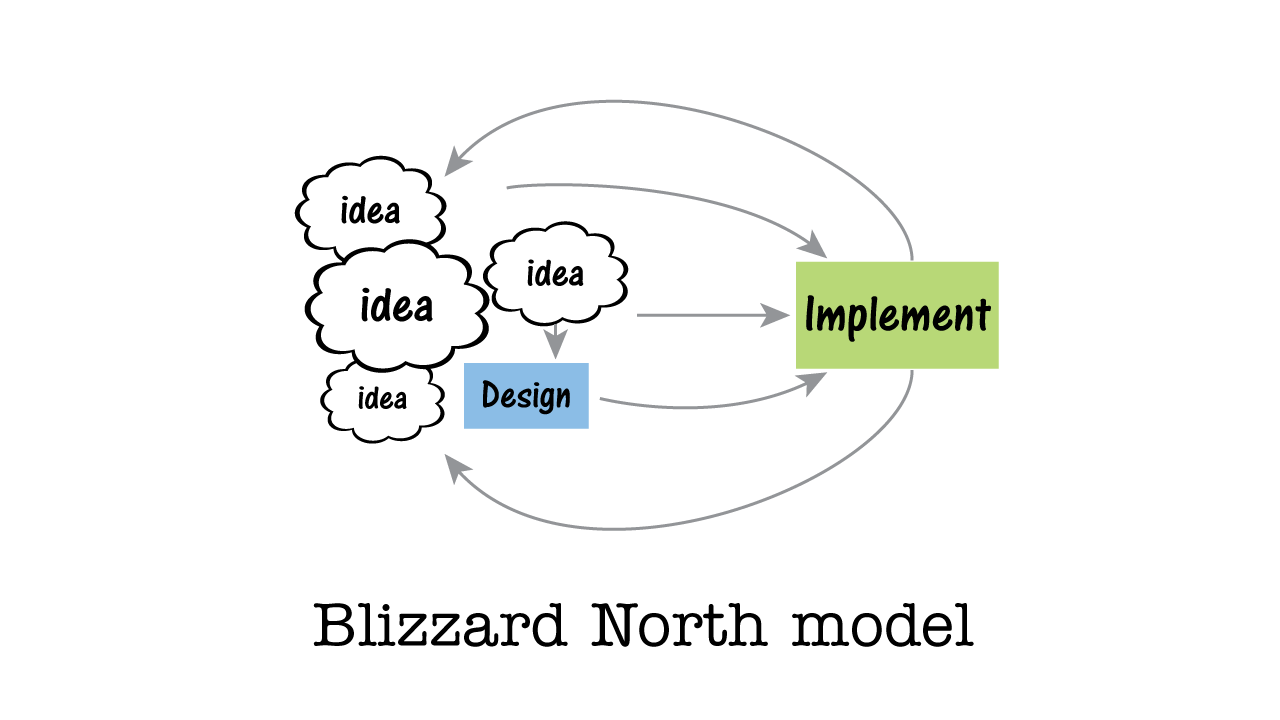 idea
idea
idea
idea
Design
Implement
Blizzard North model